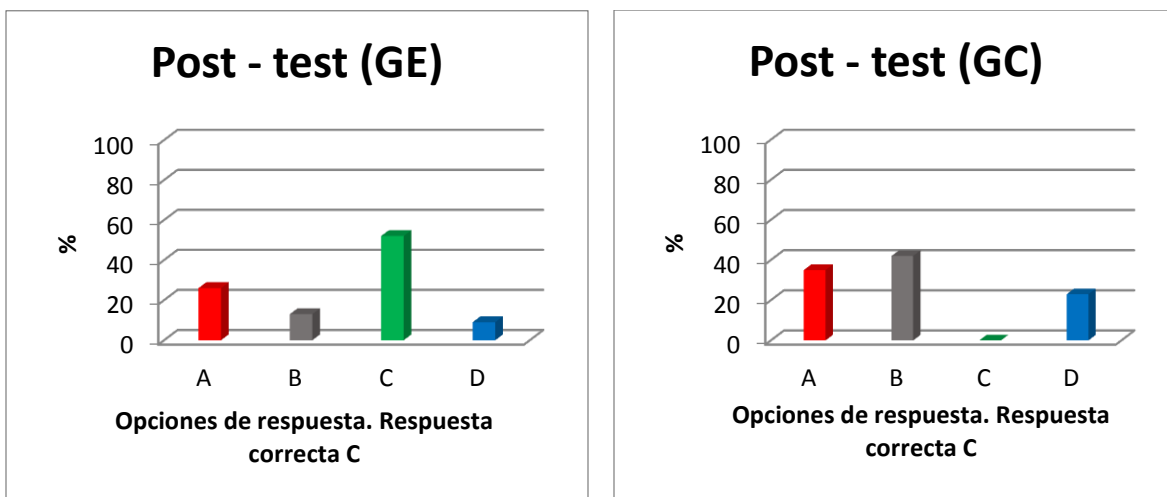 Post - test (GE)
100
80
60
40
20
0
%
A B C D
Opciones de respuesta. Respuesta
correcta C
Post - test (GC)
100
80
60
40
20
0
%
A B C D
Opciones de respuesta. Respuesta
correcta C